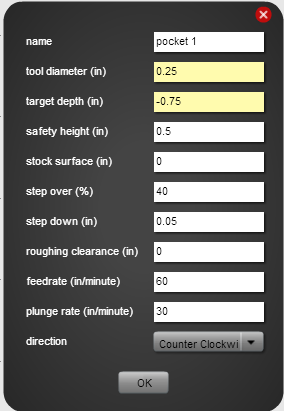 name pocket 1
tool diameter (in) 0.25
target depth (in) -0.75
safety height (in) 0.5
stock surface (in) 0
step over (%) 40
step down (in) 0.05
roughing clearance (in) 0
feedrate (in/minute) 60
plunge rate (in/minute) 30
direction Counter Clockwi
OK